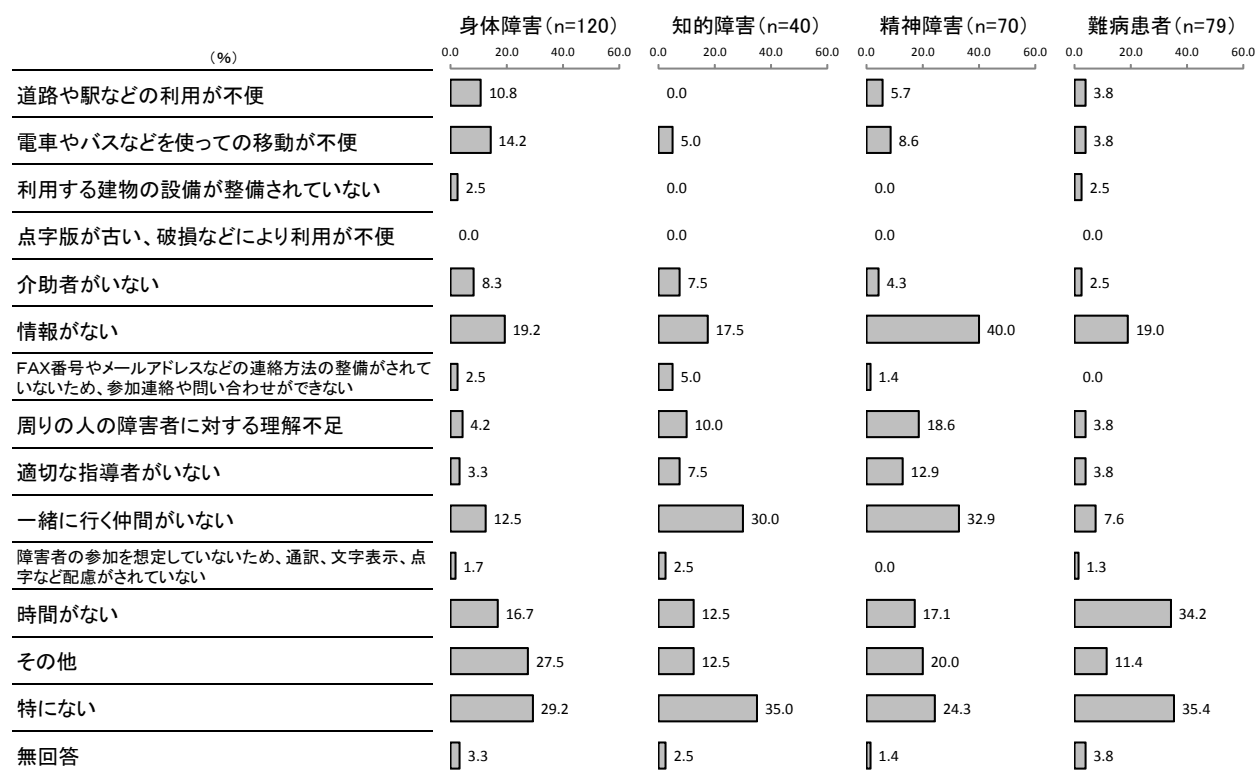 身体障害（n=120） 知的障害（n=40） 精神障害（n=70） 難病患者（n=79）
（%） 0.0 20.0 40.0 60.0 0.0 20.0 40.0 60.0 0.0 20.0 40.0 60.0 0.0 20.0 40.0 60.0
道路や駅などの利用が不便 10.8 0.0 5.7 3.8
電車やバスなどを使っての移動が不便 14.2 5.0 8.6 3.8
利用する建物の設備が整備されていない 2.5 0.0 0.0 2.5
点字版が古い、破損などにより利用が不便 0.0 0.0 0.0 0.0
介助者がいない 8.3 7.5 4.3 2.5
情報がない 19.2 17.5 40.0 19.0
FAX番号やメールアドレスなどの連絡方法の整備がされて
いないため、参加連絡や問い合わせができない 2.5 5.0 1.4 0.0
周りの人の障害者に対する理解不足 4.2 10.0 18.6 3.8
適切な指導者がいない 3.3 7.5 12.9 3.8
一緒に行く仲間がいない 12.5 30.0 32.9 7.6
障害者の参加を想定していないため、通訳、文字表示、点
字など配慮がされていない 1.7 2.5 0.0 1.3
時間がない 16.7 12.5 17.1 34.2
その他 27.5 12.5 20.0 11.4
特にない 29.2 35.0 24.3 35.4
無回答 3.3 2.5 1.4 3.8